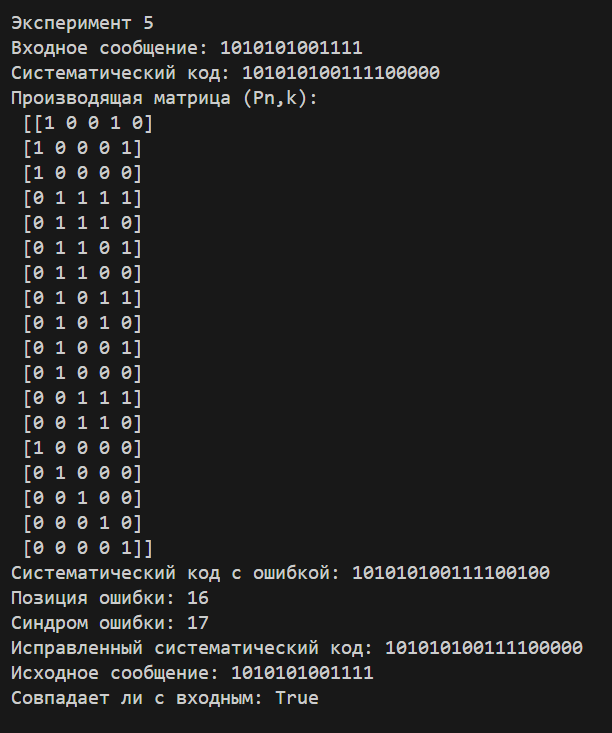 Эксперимент 5
Входное сообщение: 1010101001111
Систематический код: 101010100111100000
Производящая матрица (Pn,k):
[[1 0 0 1 0]
[1 0 0 0 1]
[1 0 0 0 0]
[0 1 1 1 1]
[0 1 1 1 0]
[0 1 1 0 1]
[0 1 1 0 0]
[0 1 0 1 1]
[0 1 0 1 0]
[0 1 0 0 1]
[0 1 0 0 0]
[0 0 1 1 1]
[0 0 1 1 0]
[1 0 0 0 0]
[0 1 0 0 0]
[0 0 1 0 0]
[0 0 0 1 0]
[0 0 0 0 1]]
Систематический код с ошибкой: 101010100111100100
Позиция ошибки: 16
Синдром ошибки: 17
Исправленный систематический код: 101010100111100000
Исходное сообщение: 1010101001111
Совпадает ли с входным: True